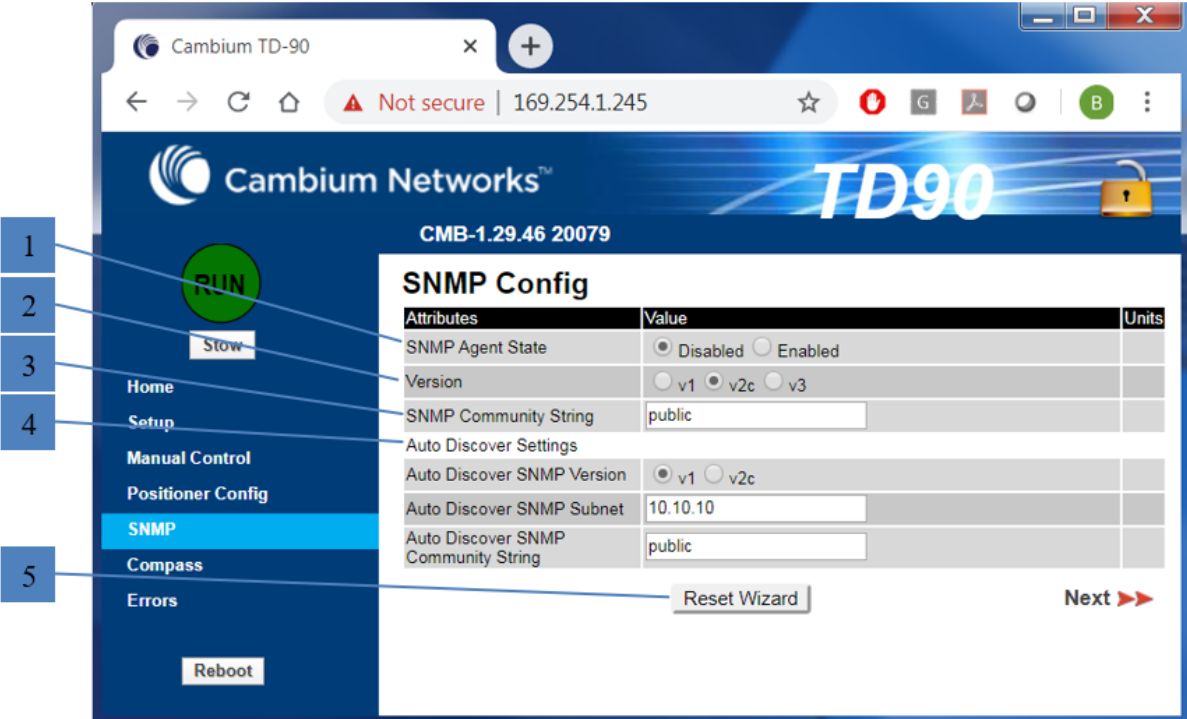 Cambium TD-90
Not secure | 169.254.1.245
G
B
Cambium Networks™
TD90
CMB-1.29.46 20079
1
2
3
4
5
RUN
Stow
Home
Setup
Manual Control
Positioner Config
SNMP
Compass
Errors
Reboot
SNMP Config
Attributes Value Units
SNMP Agent State Disabled Enabled
Version v1 v2c v3
SNMP Community String public
Auto Discover Settings
Auto Discover SNMP Version v1 v2c
Auto Discover SNMP Subnet 10.10.10
Auto Discover SNMP
Community String public
Reset Wizard Next